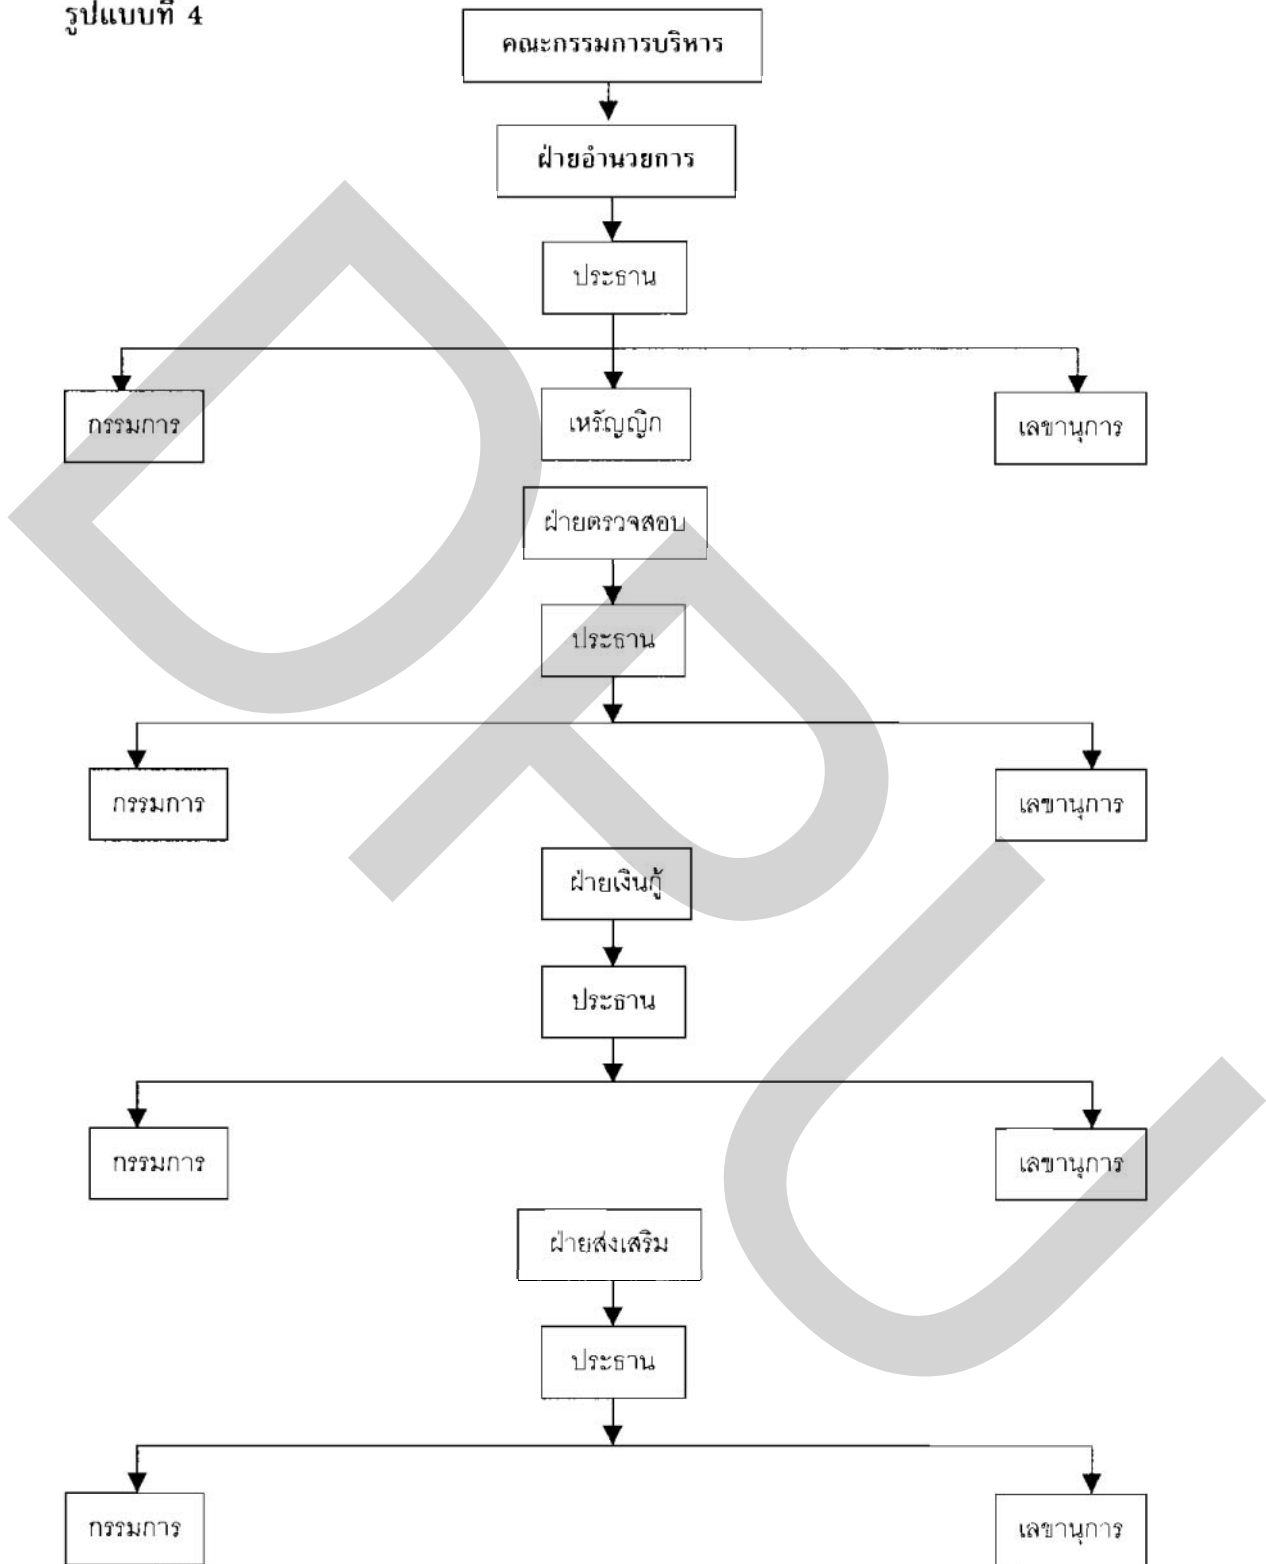 รูปแบบที่ 4
คณะกรรมการบริหาร
ฝ่ายอำนวยการ
ประธาน
กรรมการ เหรัญญิก เลขานุการ
ฝ่ายตรวจสอบ
ประธาน
กรรมการ เลขานุการ
ฝ่ายเงินกู้
ประธาน
กรรมการ เลขานุการ
ฝ่ายส่งเสริม
ประธาน
กรรมการ เลขานุการ
DPU